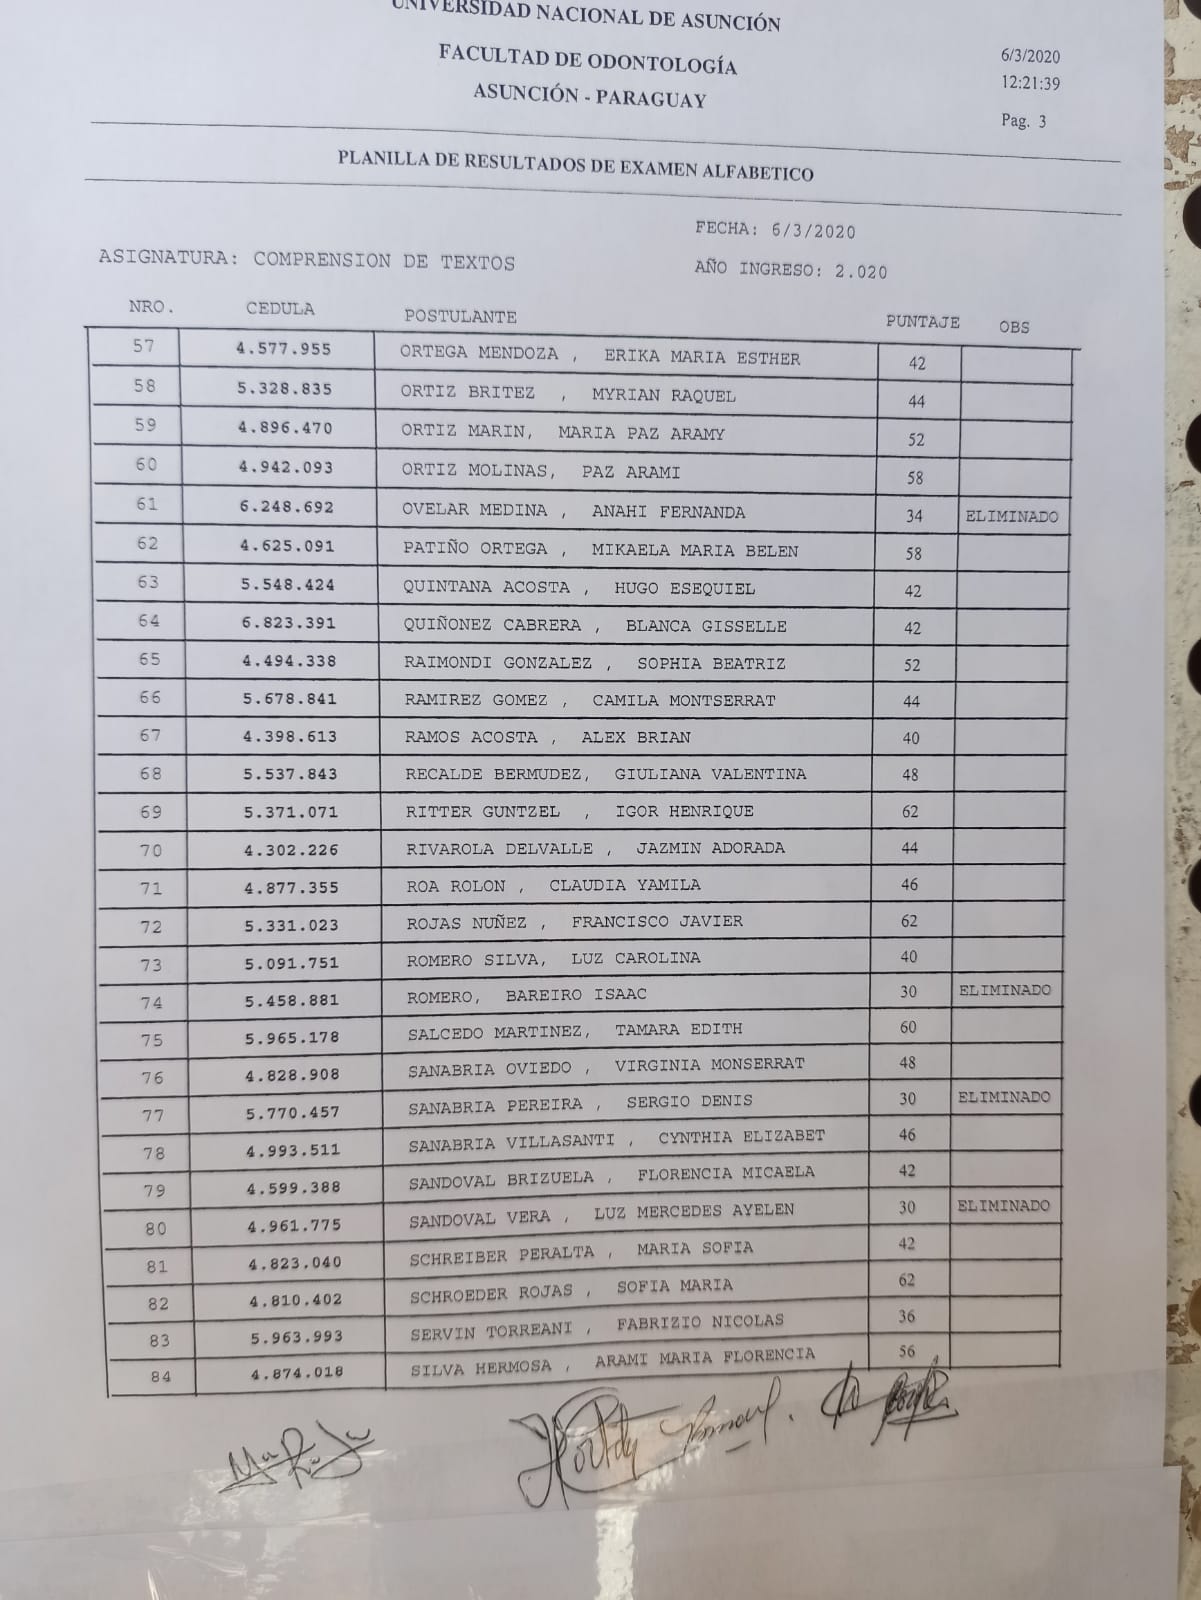 UNIVERSIDAD NACIONAL DE ASUNCIÓN
FACULTAD DE ODONTOLOGÍA
ASUNCIÓN - PARAGUAY
6/3/2020
12:21:39
Pag. 3
PLANILLA DE RESULTADOS DE EXAMEN ALFABETICO
FECHA: 6/3/2020
ASIGNATURA: COMPRENSION DE TEXTOS
AÑO INGRESO: 2.020
NRO. CEDULA POSTULANTE PUNTAJE OBS
57 4.577.955 ORTEGA MENDOZA , ERIKA MARIA ESTHER 42
58 5.328.835 ORTIZ BRITEZ , MYRIAN RAQUEL 44
59 4.896.470 ORTIZ MARIN, MARIA PAZ ARAMY 52
60 4.942.093 ORTIZ MOLINAS, PAZ ARAMI 58
61 6.248.692 OVELAR MEDINA , ANAHI FERNANDA 34 ELIMINADO
62 4.625.091 PATIÑO ORTEGA , MIKAELA MARIA BELEN 58
63 5.548.424 QUINTANA ACOSTA , HUGO ESEQUIEL 42
64 6.823.391 QUIÑONEZ CABRERA , BLANCA GISSELLE 42
65 4.494.338 RAIMONDI GONZALEZ , SOPHIA BEATRIZ 52
66 5.678.841 RAMIREZ GOMEZ , CAMILA MONTSERRAT 44
67 4.398.613 RAMOS ACOSTA , ALEX BRIAN 40
68 5.537.843 RECALDE BERMUDEZ, GIULIANA VALENTINA 48
69 5.371.071 RITTER GUNTZEL , IGOR HENRIQUE 62
70 4.302.226 RIVAROLA DELVALLE , JAZMIN ADORADA 44
71 4.877.355 ROA ROLON , CLAUDIA YAMILA 46
72 5.331.023 ROJAS NUÑEZ , FRANCISCO JAVIER 62
73 5.091.751 ROMERO SILVA, LUZ CAROLINA 40
74 5.458.881 ROMERO, BAREIRO ISAAC 30 ELIMINADO
75 5.965.178 SALCEDO MARTINEZ, TAMARA EDITH 60
76 4.828.908 SANABRIA OVIEDO , VIRGINIA MONSERRAT 48
77 5.770.457 SANABRIA PEREIRA , SERGIO DENIS 30 ELIMINADO
78 4.993.511 SANABRIA VILLASANTI , CYNTHIA ELIZABET 46
79 4.599.388 SANDOVAL BRIZUELA , FLORENCIA MICAELA 42
80 4.961.775 SANDOVAL VERA , LUZ MERCEDES AYELEN 30 ELIMINADO
81 4.823.040 SCHREIBER PERALTA , MARIA SOFIA 42
82 4.810.402 SCHROEDER ROJAS , SOFIA MARIA 62
83 5.963.993 SERVIN TORREANI , FABRIZIO NICOLAS 36
84 4.874.018 SILVA HERMOSA , ARAMI MARIA FLORENCIA 56